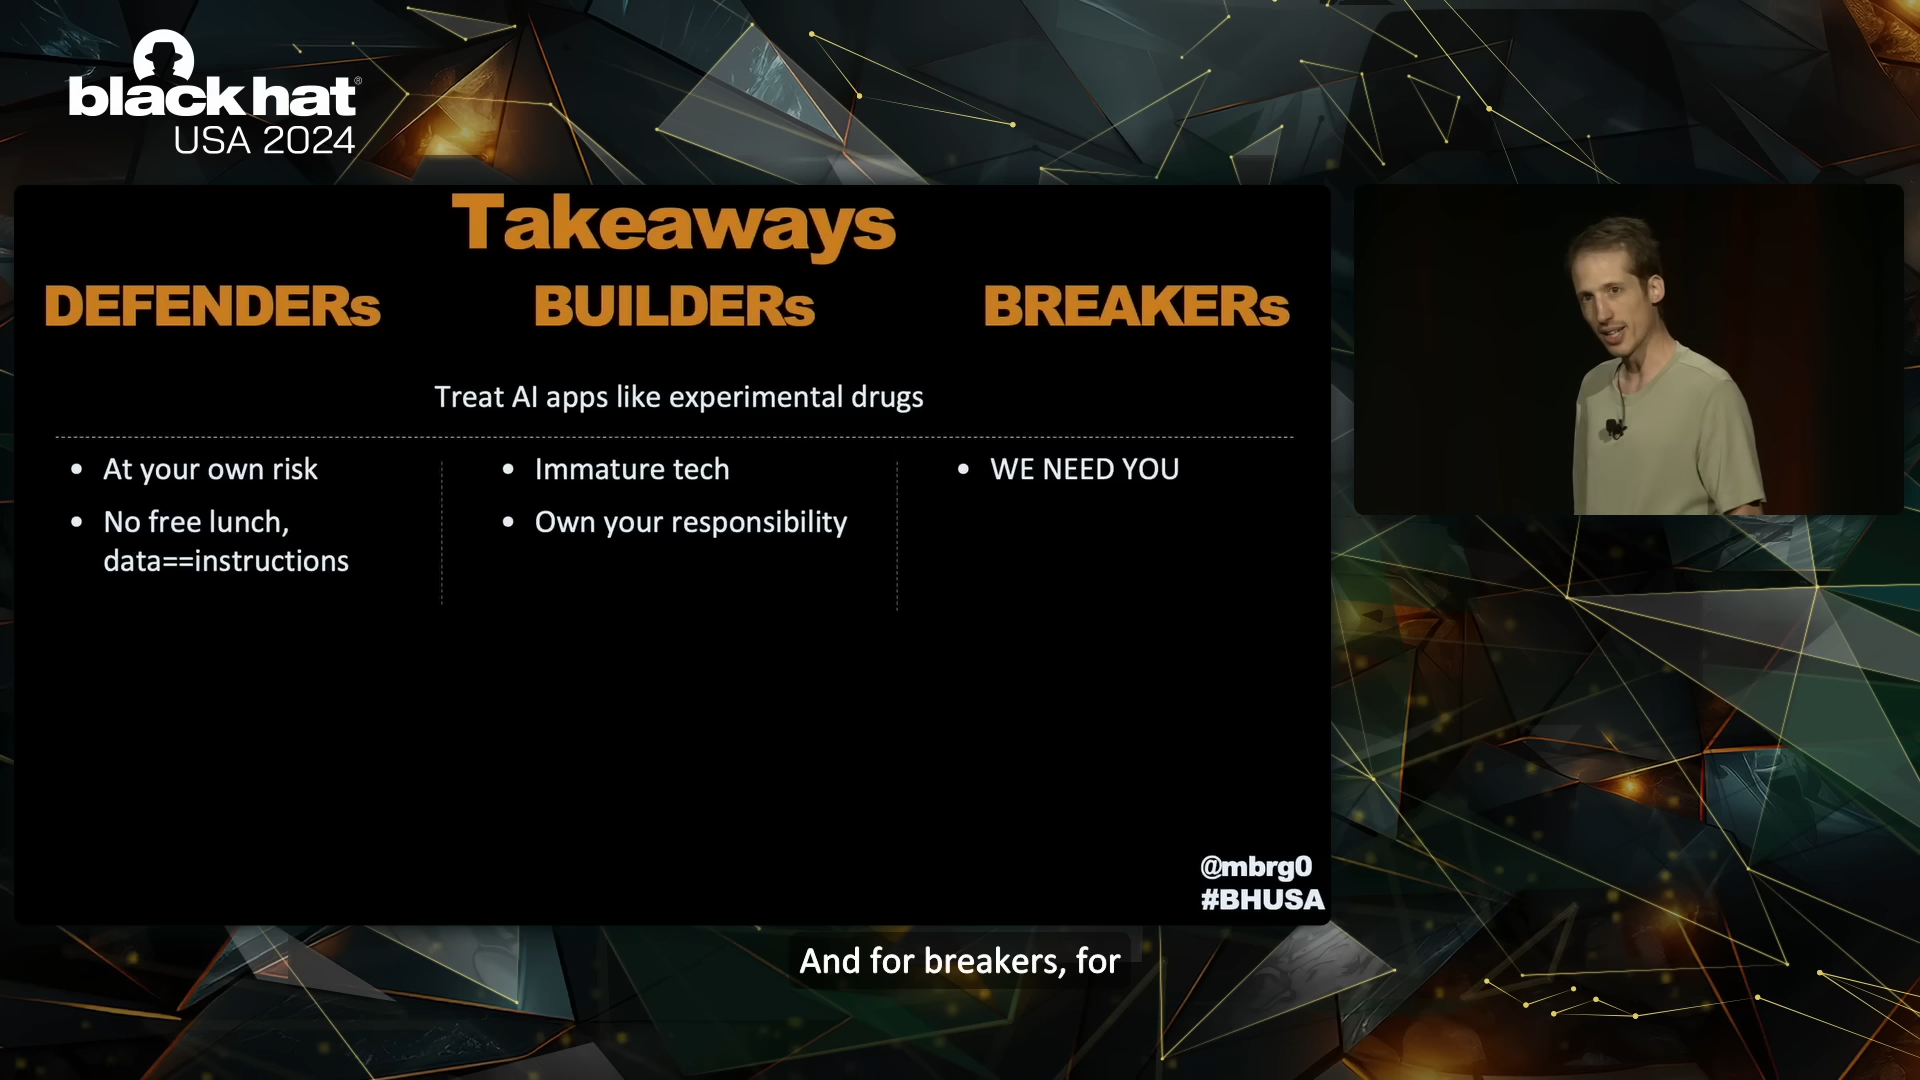 black hat®
USA 2024
Takeaways
DEFENDERs
BUILDERs
BREAKERs
Treat AI apps like experimental drugs
• At your own risk
• No free lunch,
data==instructions
• Immature tech
• Own your responsibility
• WE NEED YOU
@mbrg0
#BHUSA
And for breakers, for